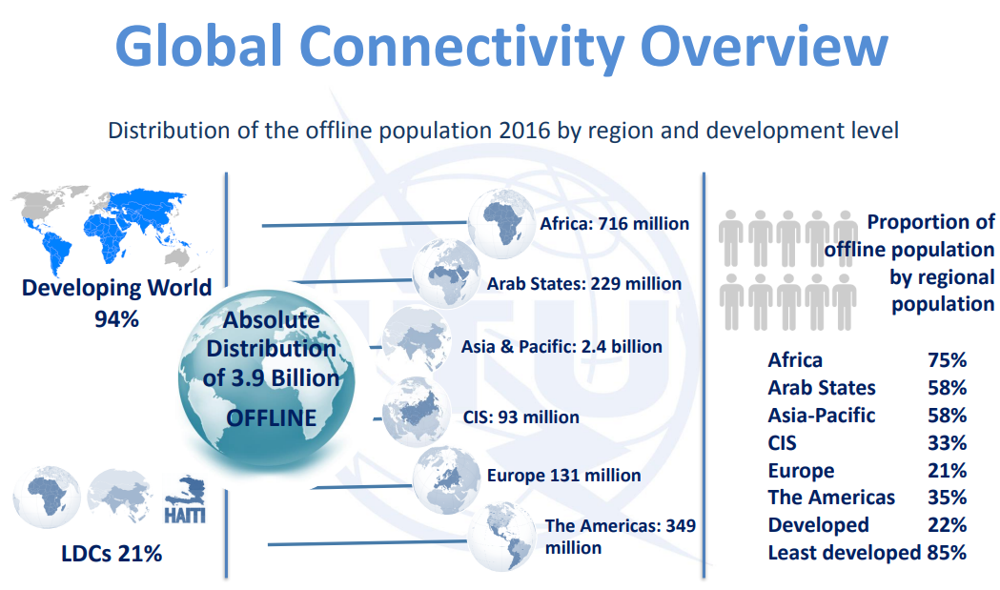 Global Connectivity Overview
Distribution of the offline population 2016 by region and development level
Developing World
94%
Absolute
Distribution
of 3.9 Billion
OFFLINE
HAITI
LDCs 21%
Africa: 716 million
Arab States: 229 million
Asia & Pacific: 2.4 billion
CIS: 93 million
Europe 131 million
The Americas: 349
million
Proportion of
offline population
by regional
population
Africa 75%
Arab States 58%
Asia-Pacific 58%
CIS 33%
Europe 21%
The Americas 35%
Developed 22%
Least developed 85%
ITU